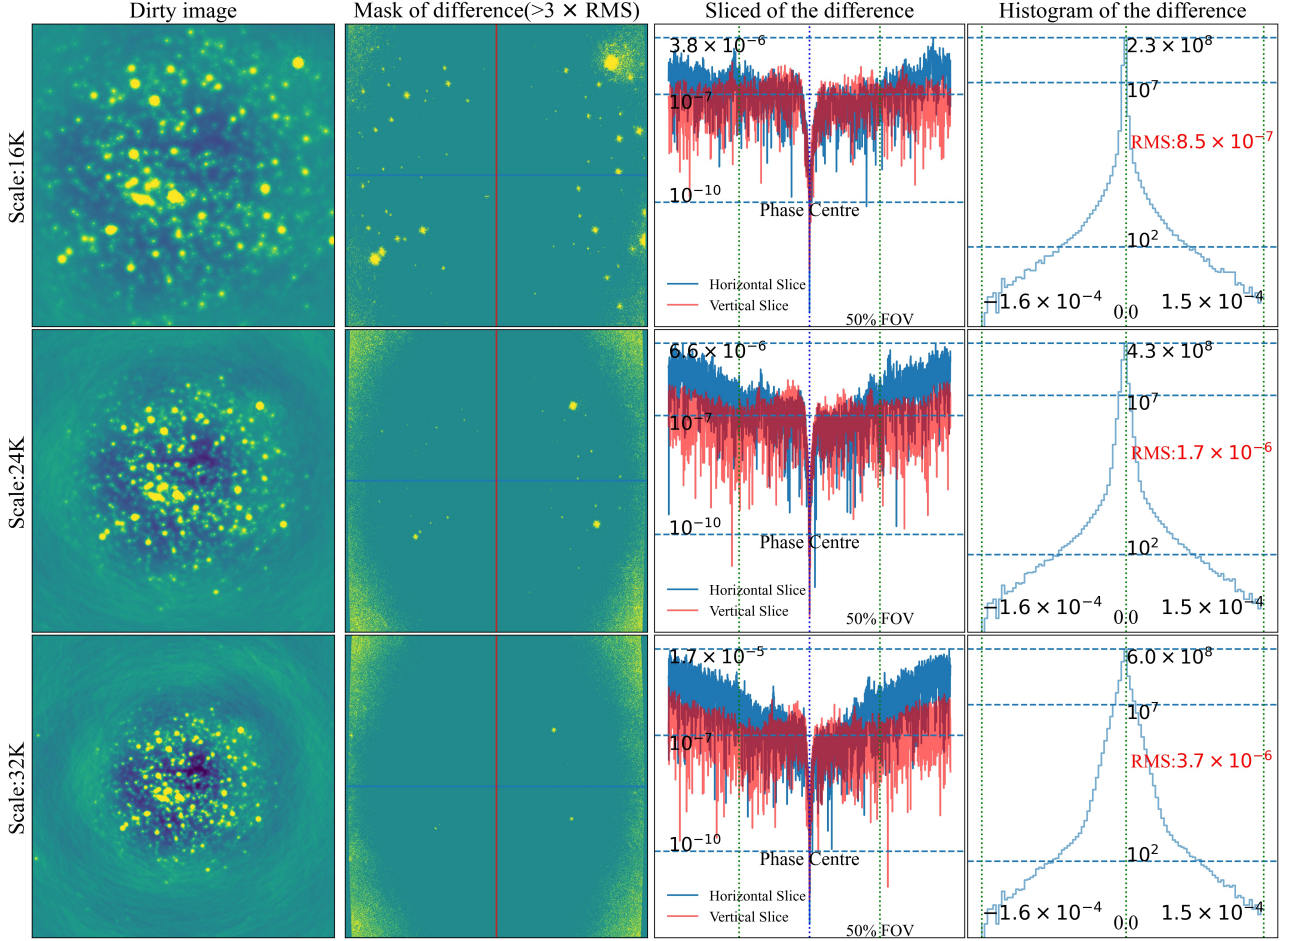 Dirty image
Mask of difference(>3 × RMS)
Sliced of the difference
Histogram of the difference
Scale:16K
3.8 × 10⁻⁶
10⁻⁷
10⁻¹⁰
Phase Centre
Horizontal Slice
Vertical Slice
50% FOV
2.3 × 10⁸
10⁷
RMS:8.5 × 10⁻⁷
10²
−1.6 × 10⁻⁴
0.0
1.5 × 10⁻⁴
Scale:24K
6.6 × 10⁻⁶
10⁻⁷
10⁻¹⁰
Phase Centre
Horizontal Slice
Vertical Slice
50% FOV
4.3 × 10⁸
10⁷
RMS:1.7 × 10⁻⁶
10²
−1.6 × 10⁻⁴
0.0
1.5 × 10⁻⁴
Scale:32K
1.7 × 10⁻⁵
10⁻⁷
10⁻¹⁰
Phase Centre
Horizontal Slice
Vertical Slice
50% FOV
6.0 × 10⁸
10⁷
RMS:3.7 × 10⁻⁶
10²
−1.6 × 10⁻⁴
0.0
1.5 × 10⁻⁴